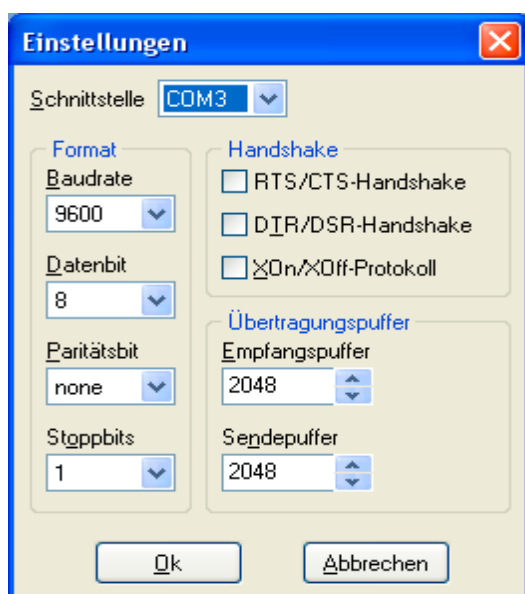 Einstellungen
Schnittstelle COM3
Format
Baudrate
9600
Datenbit
8
Paritätsbit
none
Stoppbits
1
Handshake
RTS/CTS-Handshake
DTR/DSR-Handshake
XOn/XOff-Protokoll
Übertragungspuffer
Empfangspuffer
2048
Sendepuffer
2048
Ok
Abbrechen